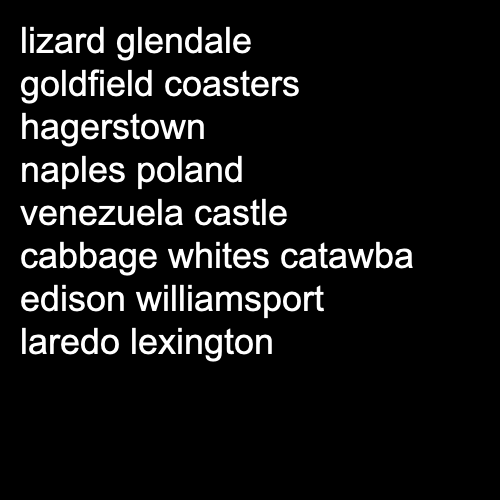 lizard glendale
goldfield coasters
hagerstown
naples poland
venezuela castle
cabbage whites catawba
edison williamsport
laredo lexington